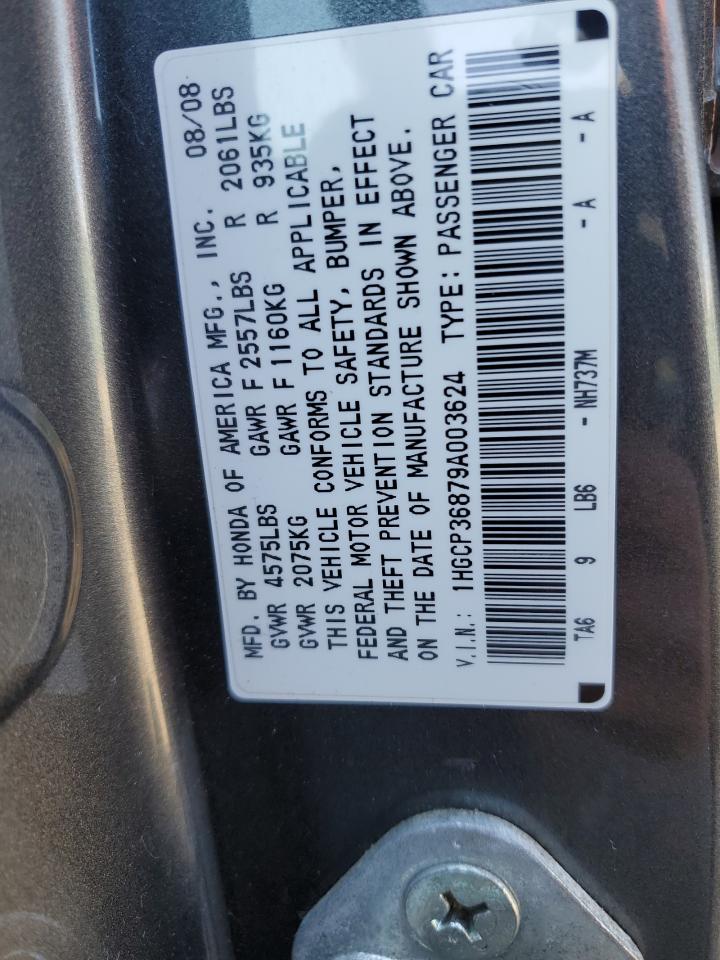 MFD. BY HONDA OF AMERICA MFG., INC. 08/08
GVWR 4575LBS GAWR F 2557LBS R 2061LBS
GVWR 2075KG GAWR F 1160KG R 935KG
THIS VEHICLE CONFORMS TO ALL APPLICABLE
FEDERAL MOTOR VEHICLE SAFETY, BUMPER,
AND THEFT PREVENTION STANDARDS IN EFFECT
ON THE DATE OF MANUFACTURE SHOWN ABOVE.
V.I.N.: 1HGCP36879A003624 TYPE: PASSENGER CAR
TA6 9 LB6 - NH737M - A - A